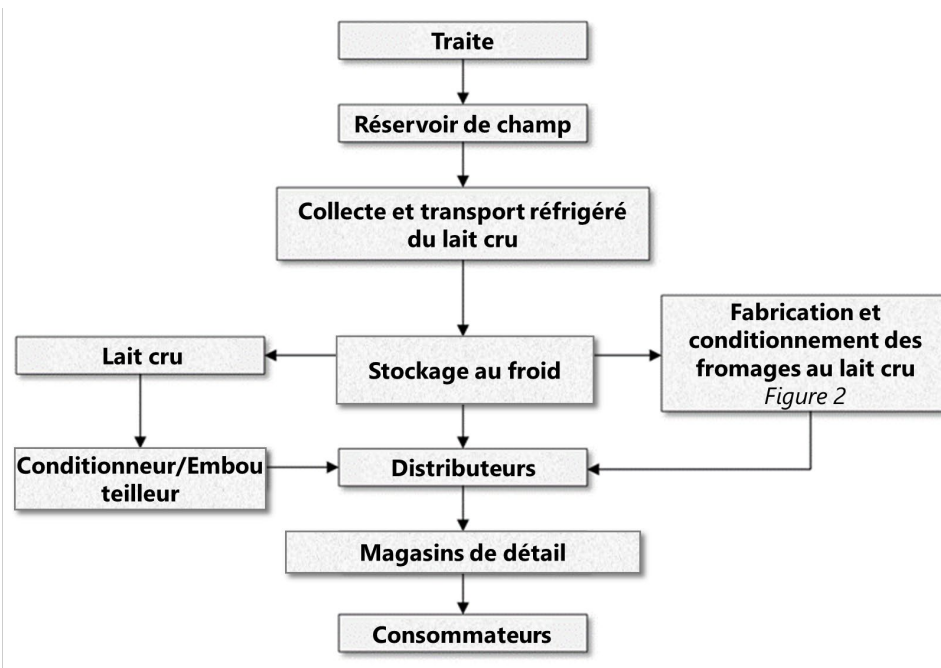 Traite
Réservoir de champ
Collecte et transport réfrigéré
du lait cru
Lait cru
Stockage au froid
Fabrication et
conditionnement des
fromages au lait cru
Figure 2
Conditionneur/Embou
teilleur
Distributeurs
Magasins de détail
Consommateurs